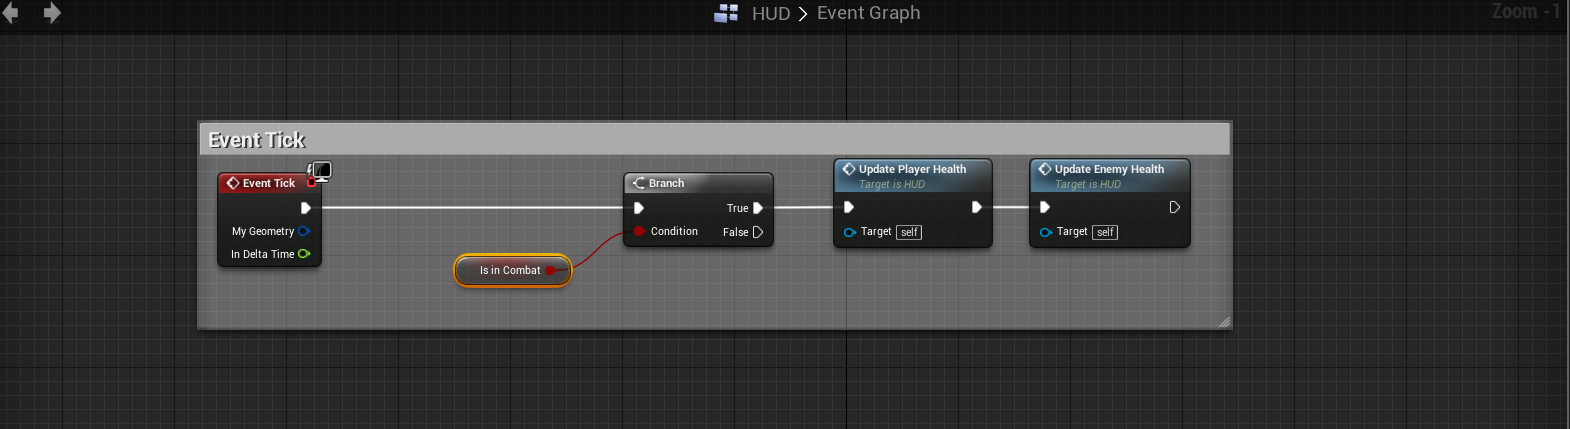 HUD > Event Graph
Zoom -1
Event Tick
Event Tick
My Geometry
In Delta Time
Is in Combat
Branch
True
Condition
False
Update Player Health
Target is HUD
Target self
Update Enemy Health
Target is HUD
Target self